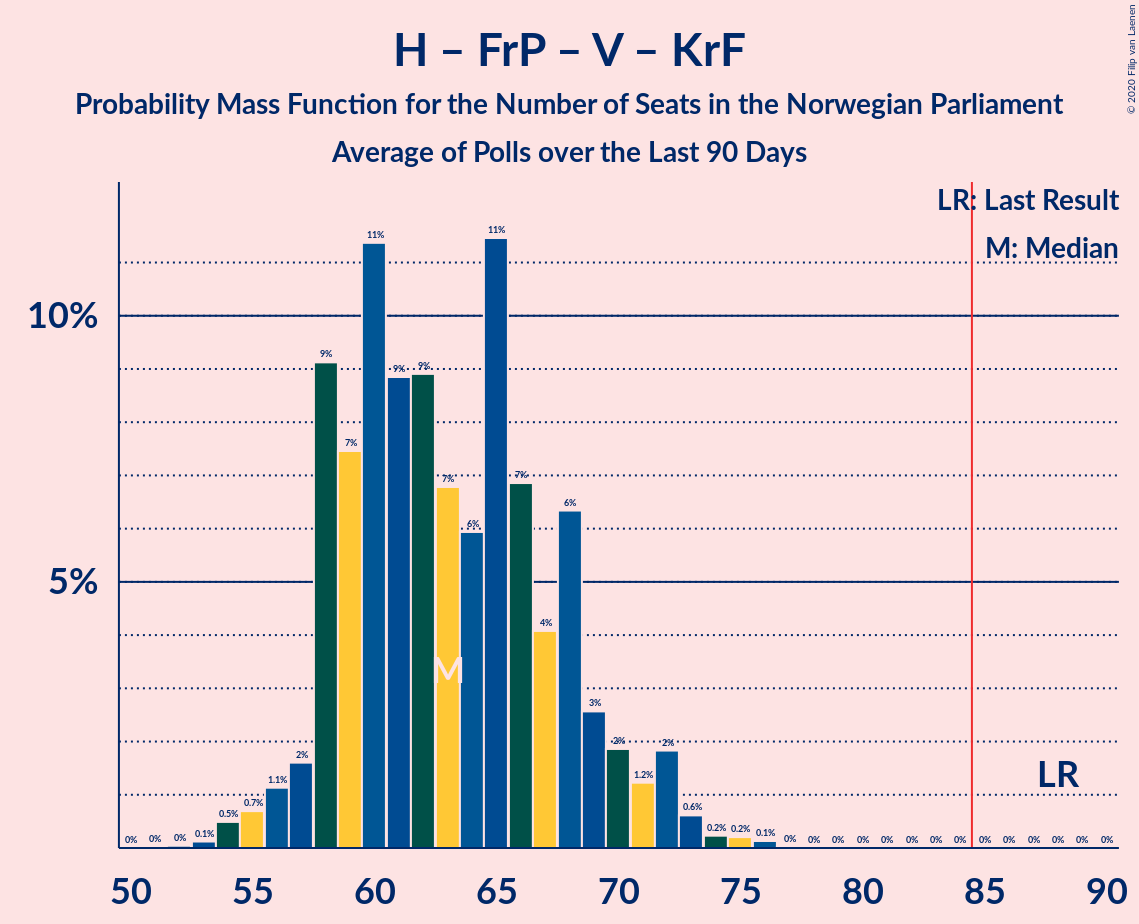 H – FrP – V – KrF
Probability Mass Function for the Number of Seats in the Norwegian Parliament
Average of Polls over the Last 90 Days
© 2020 Filip van Laenen
LR: Last Result
M: Median
10%
5%
0% 0% 0% 0.1% 0.5% 0.7% 1.1% 2% 9% 7% 11% 9% 9% 7% 6% 11% 7% 4% 6% 3% 2% 1.2% 2% 0.6% 0.2% 0.2% 0.1% 0% 0% 0% 0% 0% 0% 0% 0% 0% 0% 0% 0% 0% 0%
M
LR
50 55 60 65 70 75 80 85 90